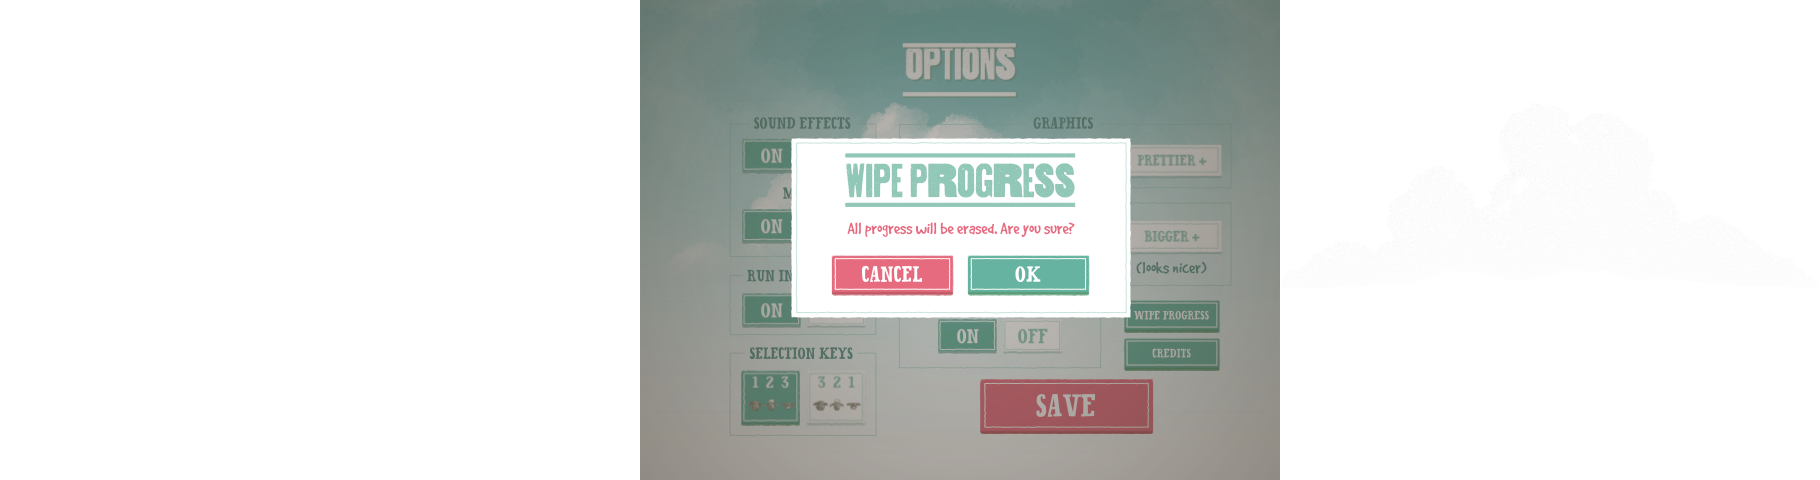 OPTIONS
SOUND EFFECTS
GRAPHICS
ON
PRETTIER +
WIPE PROGRESS
ON
All progress will be erased. Are you sure?
BIGGER +
(looks nicer)
CANCEL
OK
RUN IN
ON
WIPE PROGRESS
ON
OFF
SELECTION KEYS
CREDITS
1 2 3
3 2 1
SAVE